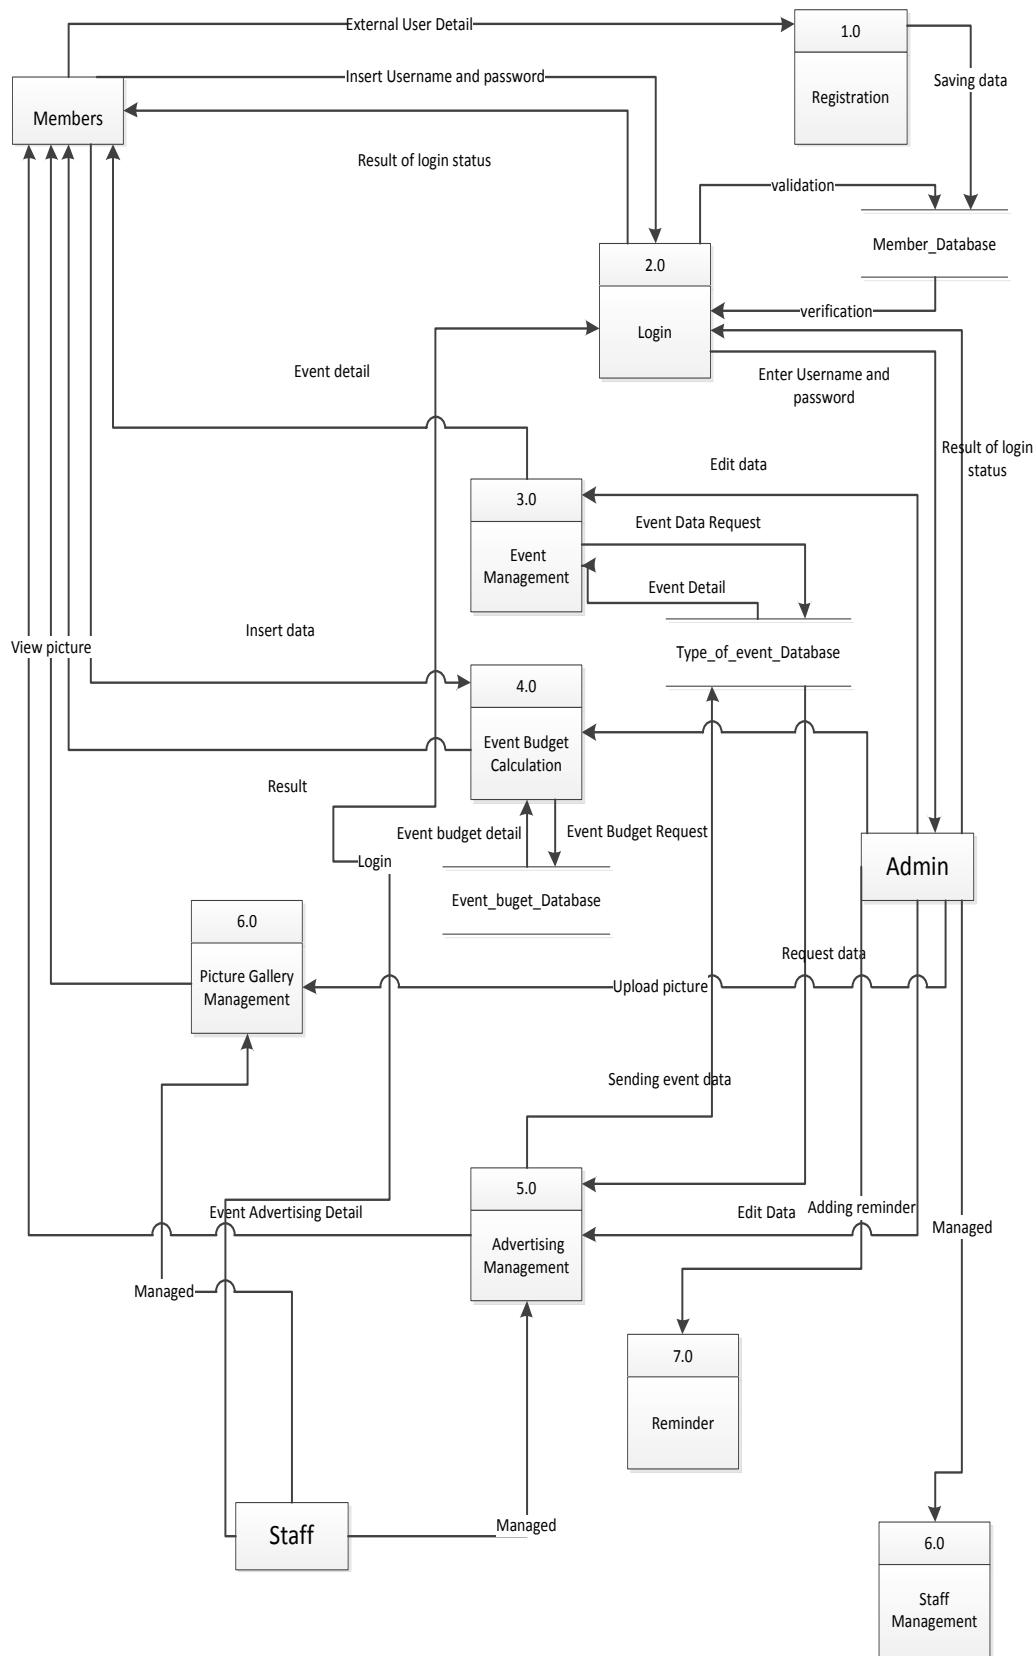 External User Detail
1.0
Registration
Saving data
Insert Username and password
Members
Result of login status
validation
Member_Database
2.0
Login
verification
Enter Username and
password
Event detail
Result of login
status
Edit data
3.0
Event
Management
Event Data Request
Event Detail
Insert data
View picture
Type_of_event_Database
4.0
Event Budget
Calculation
Result
Event budget detail
Event Budget Request
Login
Admin
Event_buget_Database
6.0
Picture Gallery
Management
Request data
Upload picture
Sending event data
5.0
Advertising
Management
Event Advertising Detail
Edit Data
Adding reminder
Managed
Managed
7.0
Reminder
Staff
Managed
6.0
Staff
Management